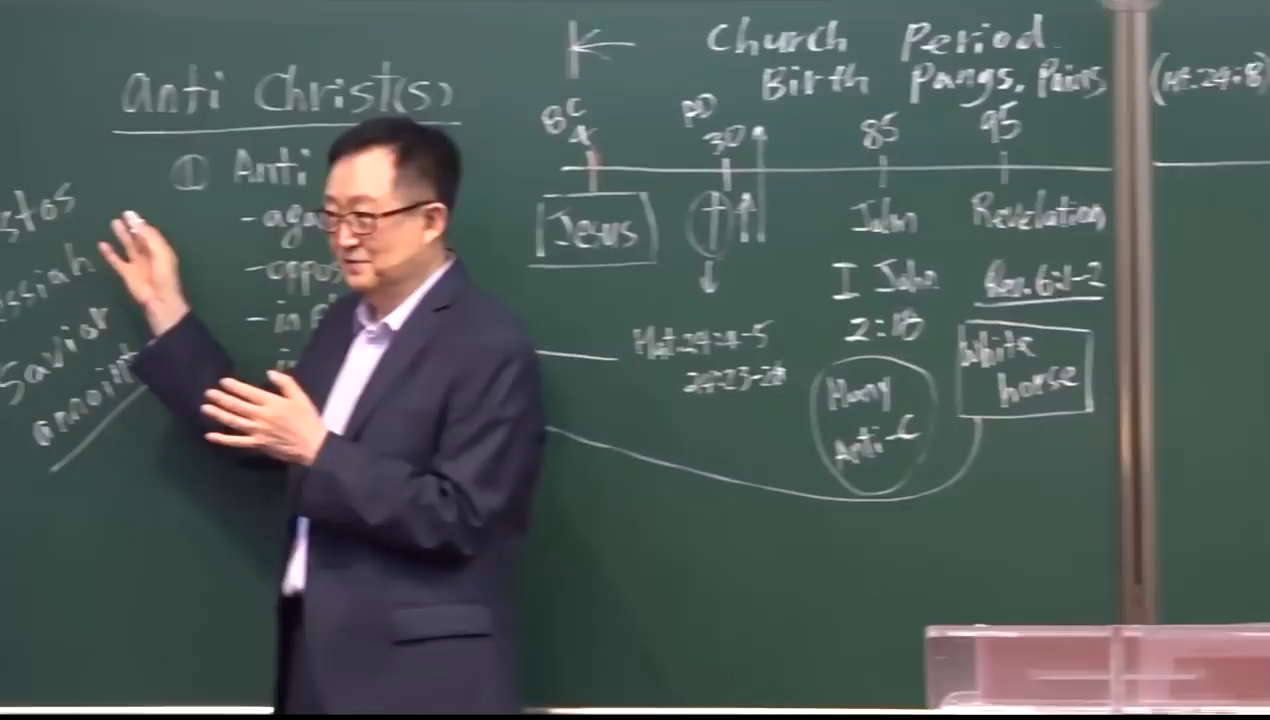 Anti Christ(s)
① Anti
stos
ssiah
Savior
annoint
Church Period
Birth Pangs, Pains (Mt. 24:8)
BC 4
AD 30
85
95
Jesus
John
Revelation
I John
2:18
Rev. 6:1-2
Mat. 24:4-5
24:23-26
Many
Anti-C
White
horse